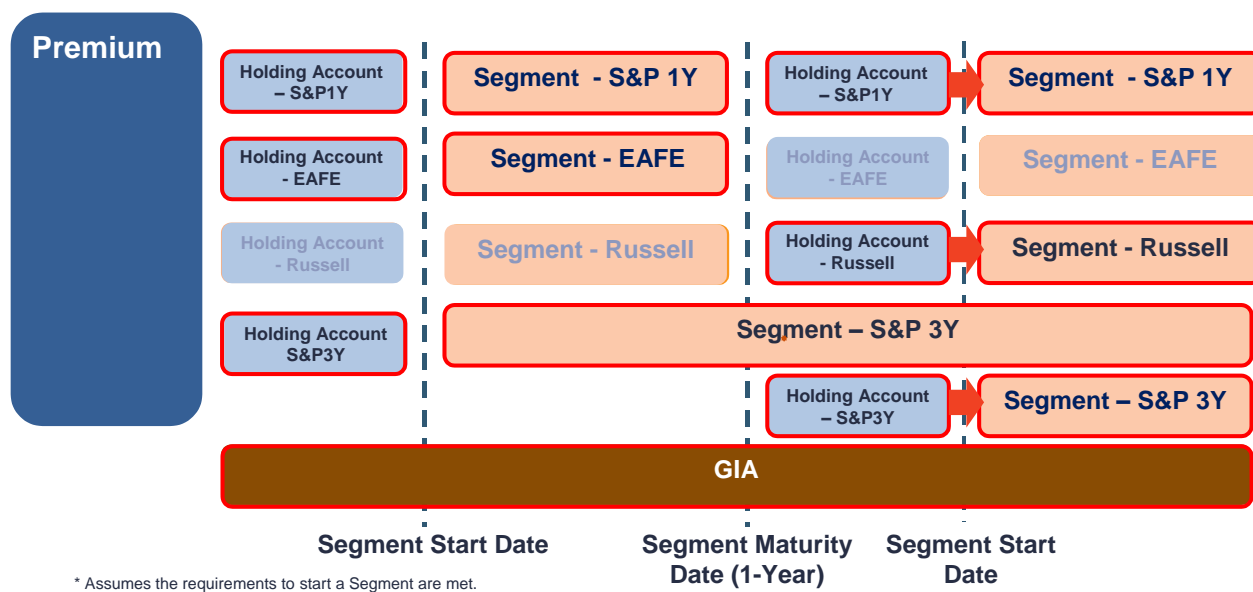 Premium
Holding Account
– S&P1Y
Segment - S&P 1Y
Holding Account
– S&P1Y
Segment - S&P 1Y
Holding Account
- EAFE
Segment - EAFE
Holding Account
- EAFE
Segment - EAFE
Holding Account
- Russell
Segment - Russell
Holding Account
- Russell
Segment - Russell
Holding Account
S&P3Y
Segment – S&P 3Y
Holding Account
– S&P3Y
Segment – S&P 3Y
GIA
Segment Start Date
Segment Maturity
Date (1-Year)
Segment Start
Date
* Assumes the requirements to start a Segment are met.